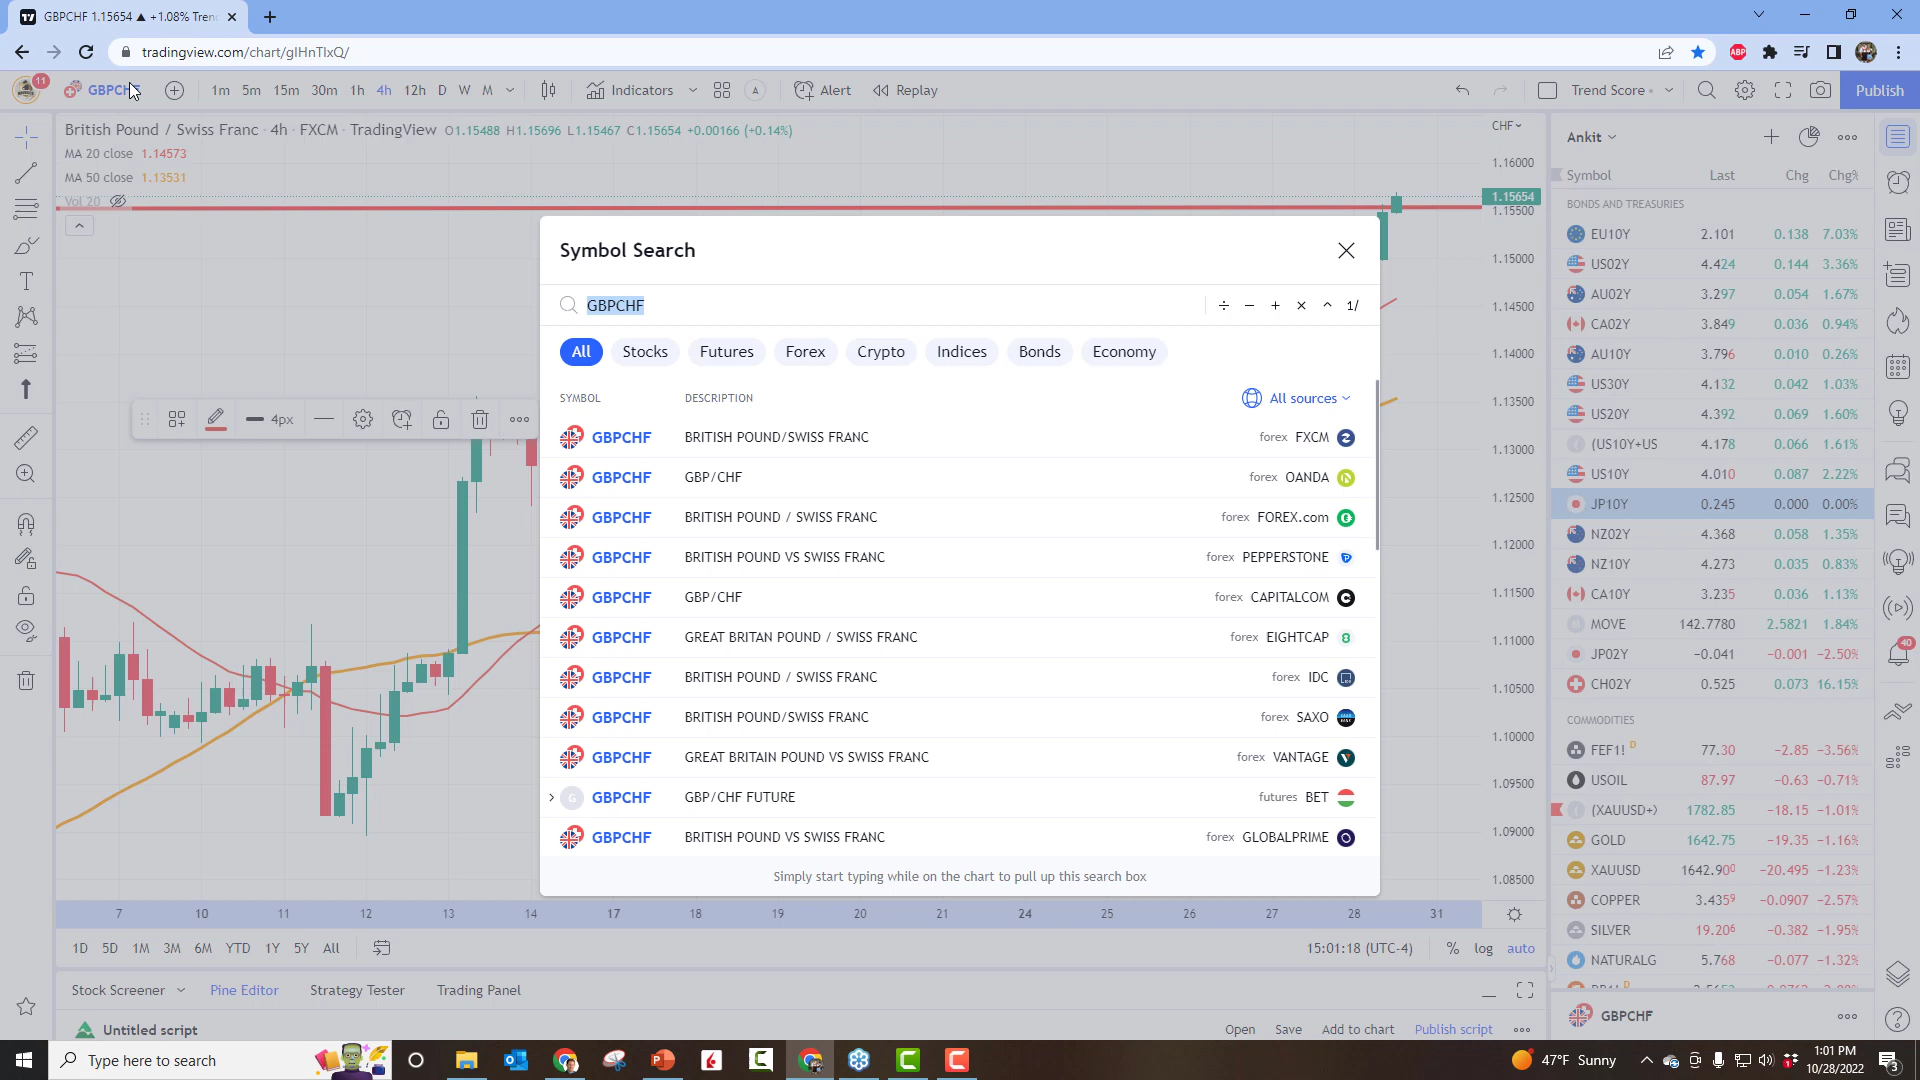 GBPCHF 1.15654 ▲ +1.08% Tren
tradingview.com/chart/gIHnTIxQ/
ABP
11
GBPCHF 1m 5m 15m 30m 1h 4h 12h D W M Indicators A Alert Replay Trend Score Publish
British Pound / Swiss Franc · 4h · FXCM · TradingView O1.15488 H1.15696 L1.15467 C1.15654 +0.00166 (+0.14%)
MA 20 close 1.14573
MA 50 close 1.13531
Vol 20
CHF
1.16000
1.15654
1.15500
1.15000
1.14500
1.14000
1.13500
1.13000
1.12500
1.12000
1.11500
1.11000
1.10500
1.10000
1.09500
1.09000
1.08500
4px
Symbol Search
GBPCHF ÷ − + × ^ 1/
All Stocks Futures Forex Crypto Indices Bonds Economy
SYMBOL DESCRIPTION All sources
GBPCHF BRITISH POUND/SWISS FRANC forex FXCM
GBPCHF GBP/CHF forex OANDA
GBPCHF BRITISH POUND / SWISS FRANC forex FOREX.com
GBPCHF BRITISH POUND VS SWISS FRANC forex PEPPERSTONE
GBPCHF GBP/CHF forex CAPITALCOM
GBPCHF GREAT BRITAN POUND / SWISS FRANC forex EIGHTCAP
GBPCHF BRITISH POUND / SWISS FRANC forex IDC
GBPCHF BRITISH POUND/SWISS FRANC forex SAXO
GBPCHF GREAT BRITAIN POUND VS SWISS FRANC forex VANTAGE
G GBPCHF GBP/CHF FUTURE futures BET
GBPCHF BRITISH POUND VS SWISS FRANC forex GLOBALPRIME
Simply start typing while on the chart to pull up this search box
7 10 11 12 13 14 17 18 19 20 21 24 25 26 27 28 31
1D 5D 1M 3M 6M YTD 1Y 5Y All 15:01:18 (UTC-4) % log auto
Stock Screener Pine Editor Strategy Tester Trading Panel
Untitled script Open Save Add to chart Publish script
Ankit
Symbol Last Chg Chg%
BONDS AND TREASURIES
EU10Y 2.101 0.138 7.03%
US02Y 4.424 0.144 3.36%
AU02Y 3.297 0.054 1.67%
CA02Y 3.849 0.036 0.94%
AU10Y 3.796 0.010 0.26%
US30Y 4.132 0.042 1.03%
US20Y 4.392 0.069 1.60%
(US10Y+US 4.178 0.066 1.61%
US10Y 4.010 0.087 2.22%
JP10Y 0.245 0.000 0.00%
NZ02Y 4.368 0.058 1.35%
NZ10Y 4.273 0.035 0.83%
CA10Y 3.235 0.036 1.13%
MOVE 142.7780 2.5821 1.84%
JP02Y −0.041 −0.001 −2.50%
CH02Y 0.525 0.073 16.15%
COMMODITIES
FEF1! D 77.30 −2.85 −3.56%
USOIL 87.97 −0.63 −0.71%
(XAUUSD+) 1782.85 −18.15 −1.01%
GOLD 1642.75 −19.35 −1.16%
XAUUSD 1642.900 −20.495 −1.23%
COPPER 3.4359 −0.0907 −2.57%
SILVER 19.206 −0.382 −1.95%
NATURALG 5.768 −0.077 −1.32%
GBPCHF
40
Type here to search
47°F Sunny
1:01 PM
10/28/2022
3